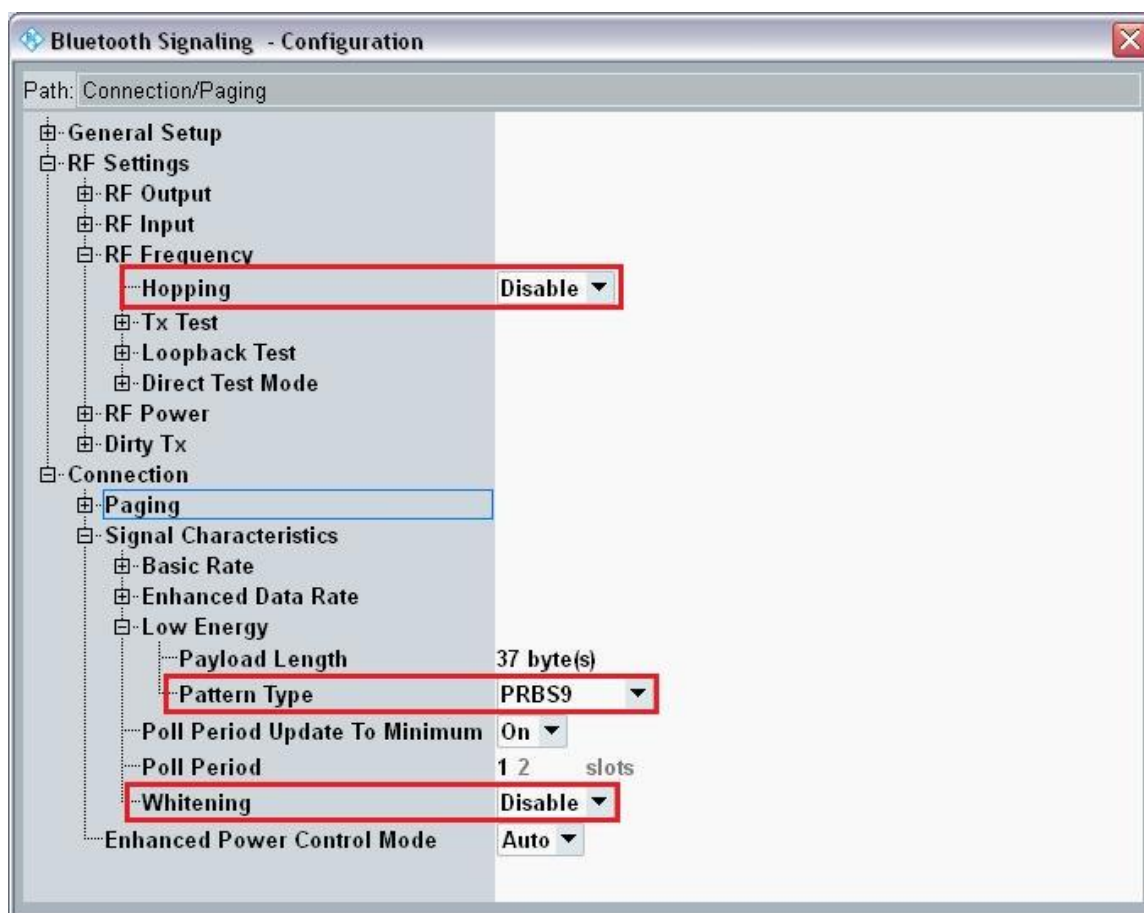 Bluetooth Signaling - Configuration
Path: Connection/Paging
General Setup
RF Settings
RF Output
RF Input
RF Frequency
Hopping Disable
Tx Test
Loopback Test
Direct Test Mode
RF Power
Dirty Tx
Connection
Paging
Signal Characteristics
Basic Rate
Enhanced Data Rate
Low Energy
Payload Length 37 byte(s)
Pattern Type PRBS9
Poll Period Update To Minimum On
Poll Period 1 2 slots
Whitening Disable
Enhanced Power Control Mode Auto